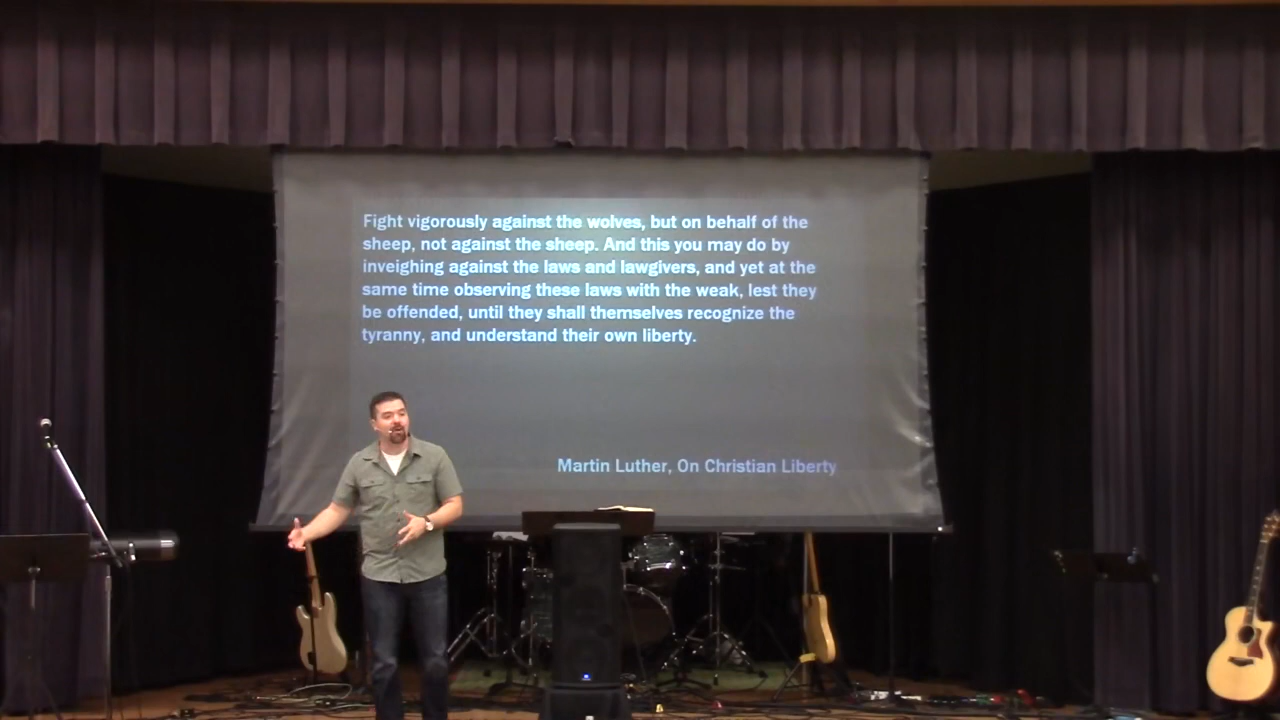 Fight vigorously against the wolves, but on behalf of the
sheep, not against the sheep. And this you may do by
inveighing against the laws and lawgivers, and yet at the
same time observing these laws with the weak, lest they
be offended, until they shall themselves recognize the
tyranny, and understand their own liberty.
Martin Luther, On Christian Liberty